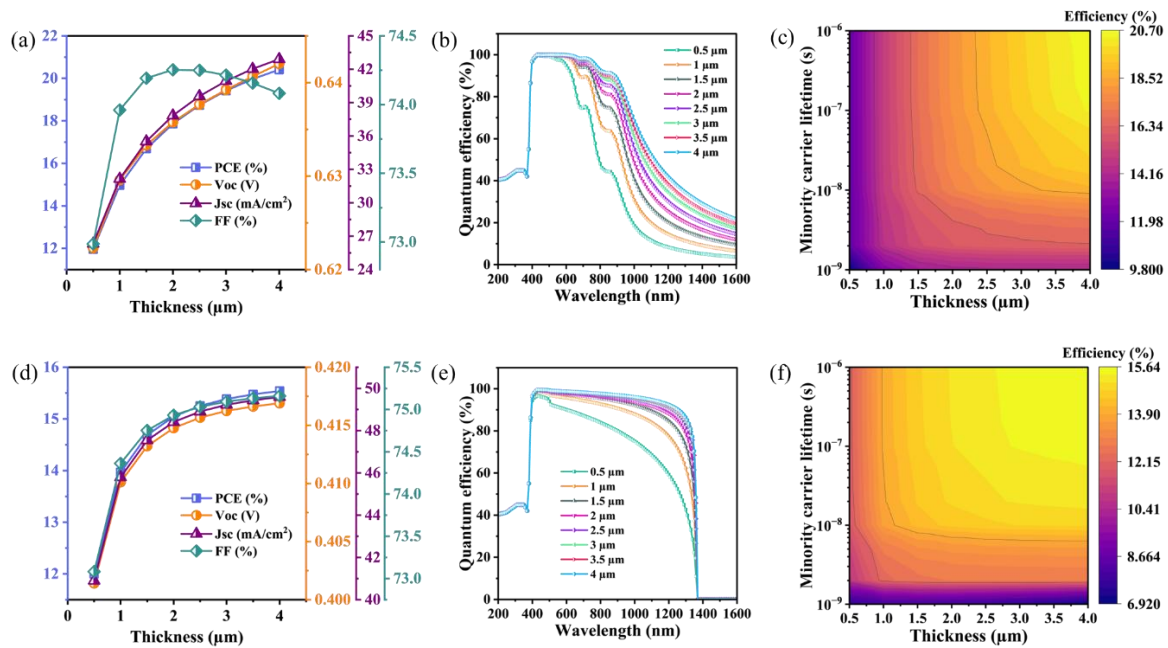 (a)
22
20
18
16
14
12
0 1 2 3 4
Thickness (µm)
PCE (%)
Voc (V)
Jsc (mA/cm²)
FF (%)
0.64
0.63
0.62
45
42
39
36
33
30
27
24
74.5
74.0
73.5
73.0
(b)
Quantum efficiency (%)
100
80
60
40
20
0
200 400 600 800 1000 1200 1400 1600
Wavelength (nm)
0.5 µm
1 µm
1.5 µm
2 µm
2.5 µm
3 µm
3.5 µm
4 µm
(c)
Efficiency (%)
Minority carrier lifetime (s)
10⁻⁶
10⁻⁷
10⁻⁸
10⁻⁹
0.5 1.0 1.5 2.0 2.5 3.0 3.5 4.0
Thickness (µm)
20.70
18.52
16.34
14.16
11.98
9.800
(d)
16
15
14
13
12
0 1 2 3 4
Thickness (µm)
PCE (%)
Voc (V)
Jsc (mA/cm²)
FF (%)
0.420
0.415
0.410
0.405
0.400
50
49
48
47
46
45
44
43
42
41
40
75.5
75.0
74.5
74.0
73.5
73.0
(e)
Quantum efficiency (%)
100
80
60
40
20
0
200 400 600 800 1000 1200 1400 1600
Wavelength (nm)
0.5 µm
1 µm
1.5 µm
2 µm
2.5 µm
3 µm
3.5 µm
4 µm
(f)
Efficiency (%)
Minority carrier lifetime (s)
10⁻⁶
10⁻⁷
10⁻⁸
10⁻⁹
0.5 1.0 1.5 2.0 2.5 3.0 3.5 4.0
Thickness (µm)
15.64
13.90
12.15
10.41
8.664
6.920